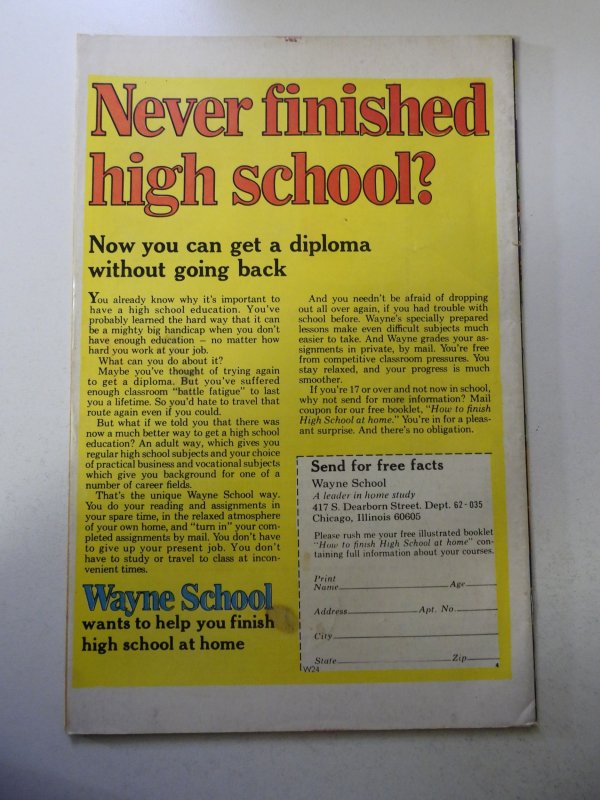 Never finished
high school?
Now you can get a diploma
without going back
You already know why it's important to
have a high school education. You've
probably learned the hard way that it can
be a mighty big handicap when you don't
have enough education — no matter how
hard you work at your job.
What can you do about it?
Maybe you've thought of trying again
to get a diploma. But you've suffered
enough classroom "battle fatigue" to last
you a lifetime. So you'd hate to travel that
route again even if you could.
But what if we told you that there was
now a much better way to get a high school
education? An adult way, which gives you
regular high school subjects and your choice
of practical business and vocational subjects
which give you background for one of a
number of career fields.
That's the unique Wayne School way.
You do your reading and assignments in
your spare time, in the relaxed atmosphere
of your own home, and "turn in" your com-
pleted assignments by mail. You don't have
to give up your present job. You don't
have to study or travel to class at incon-
venient times.
Wayne School
wants to help you finish
high school at home
And you needn't be afraid of dropping
out all over again, if you had trouble with
school before. Wayne's specially prepared
lessons make even difficult subjects much
easier to take. And Wayne grades your as-
signments in private, by mail. You're free
from competitive classroom pressures. You
stay relaxed, and your progress is much
smoother.
If you're 17 or over and not now in school,
why not send for more information? Mail
coupon for our free booklet, "How to finish
High School at home." You're in for a pleas-
ant surprise. And there's no obligation.
Send for free facts
Wayne School
A leader in home study
417 S. Dearborn Street. Dept. 62-035
Chicago, Illinois 60605
Please rush me your free illustrated booklet
"How to finish High School at home" con-
taining full information about your courses.
Print
Name Age
Address Apt. No.
City
State Zip
W24 4